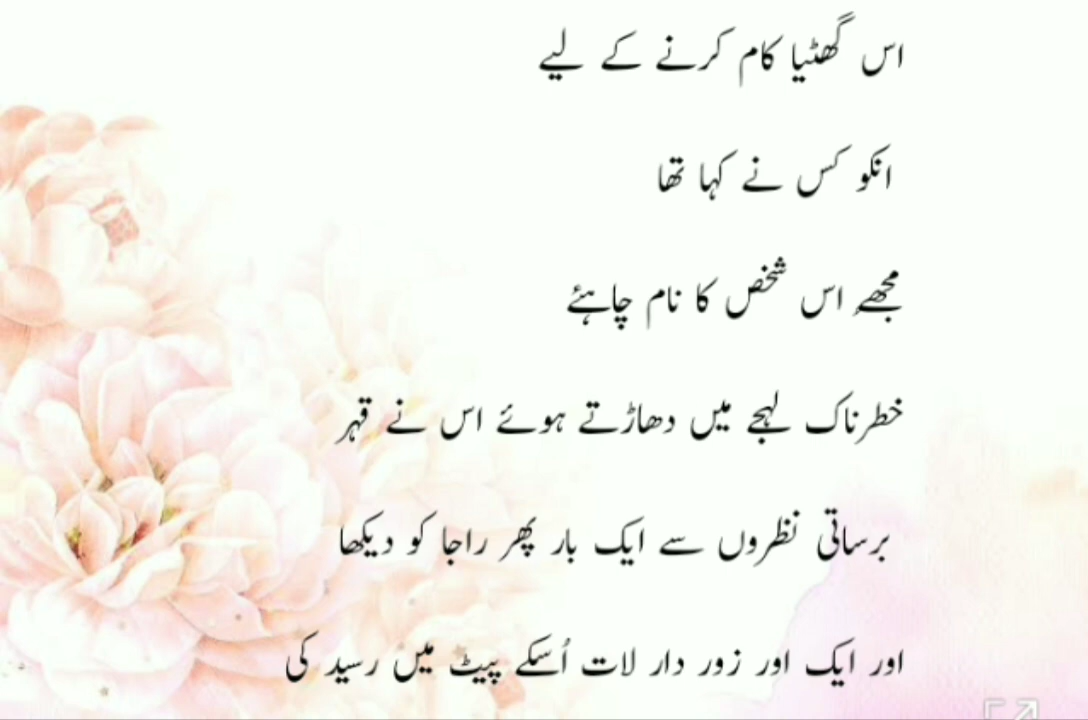 اس گھٹیا کام کرنے کے لیے
انکو کس نے کہا تھا
مجھے اس شخص کا نام چاہئے
خطرناک لہجے میں دھاڑتے ہوئے اس نے قہر
برساتی نظروں سے ایک بار پھر راجا کو دیکھا
اور ایک اور زور دار لات اُسکے پیٹ میں رسید کی